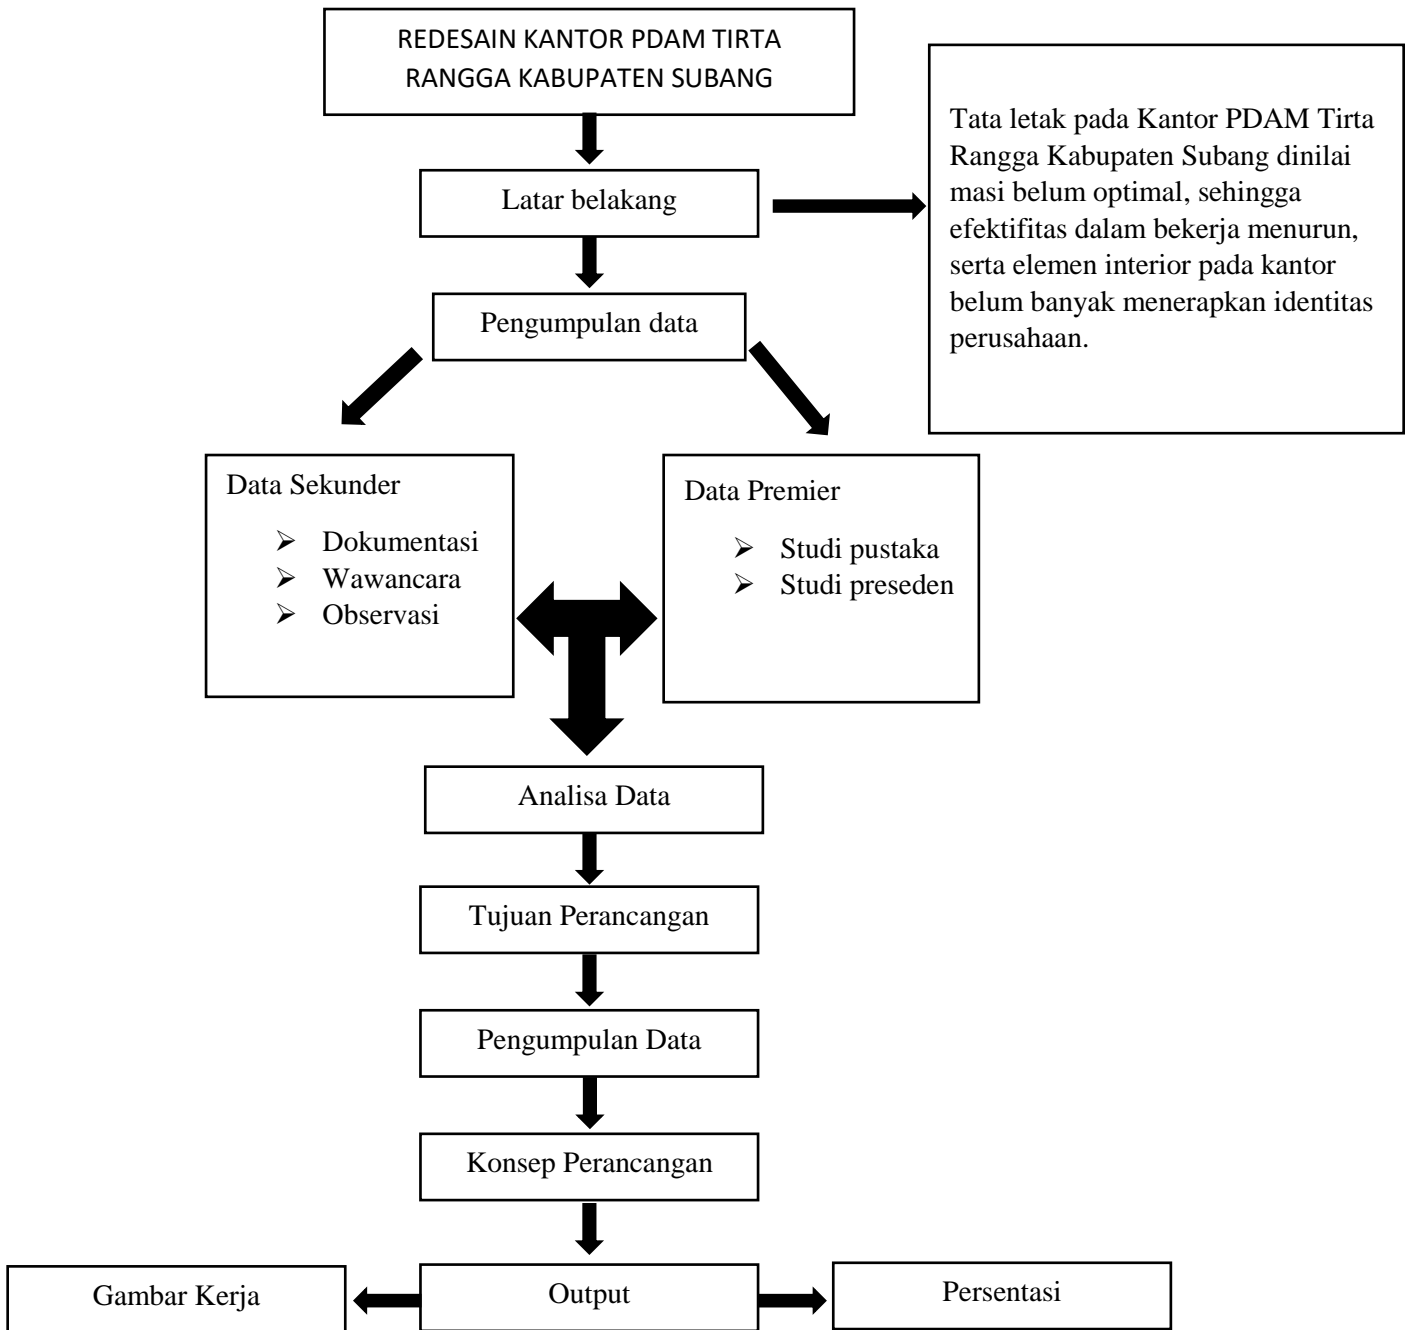 REDESAIN KANTOR PDAM TIRTA
RANGGA KABUPATEN SUBANG
Tata letak pada Kantor PDAM Tirta
Rangga Kabupaten Subang dinilai
masi belum optimal, sehingga
efektifitas dalam bekerja menurun,
serta elemen interior pada kantor
belum banyak menerapkan identitas
perusahaan.
Latar belakang
Pengumpulan data
Data Sekunder
➢ Dokumentasi
➢ Wawancara
➢ Observasi
Data Premier
➢ Studi pustaka
➢ Studi preseden
Analisa Data
Tujuan Perancangan
Pengumpulan Data
Konsep Perancangan
Gambar Kerja
Output
Persentasi